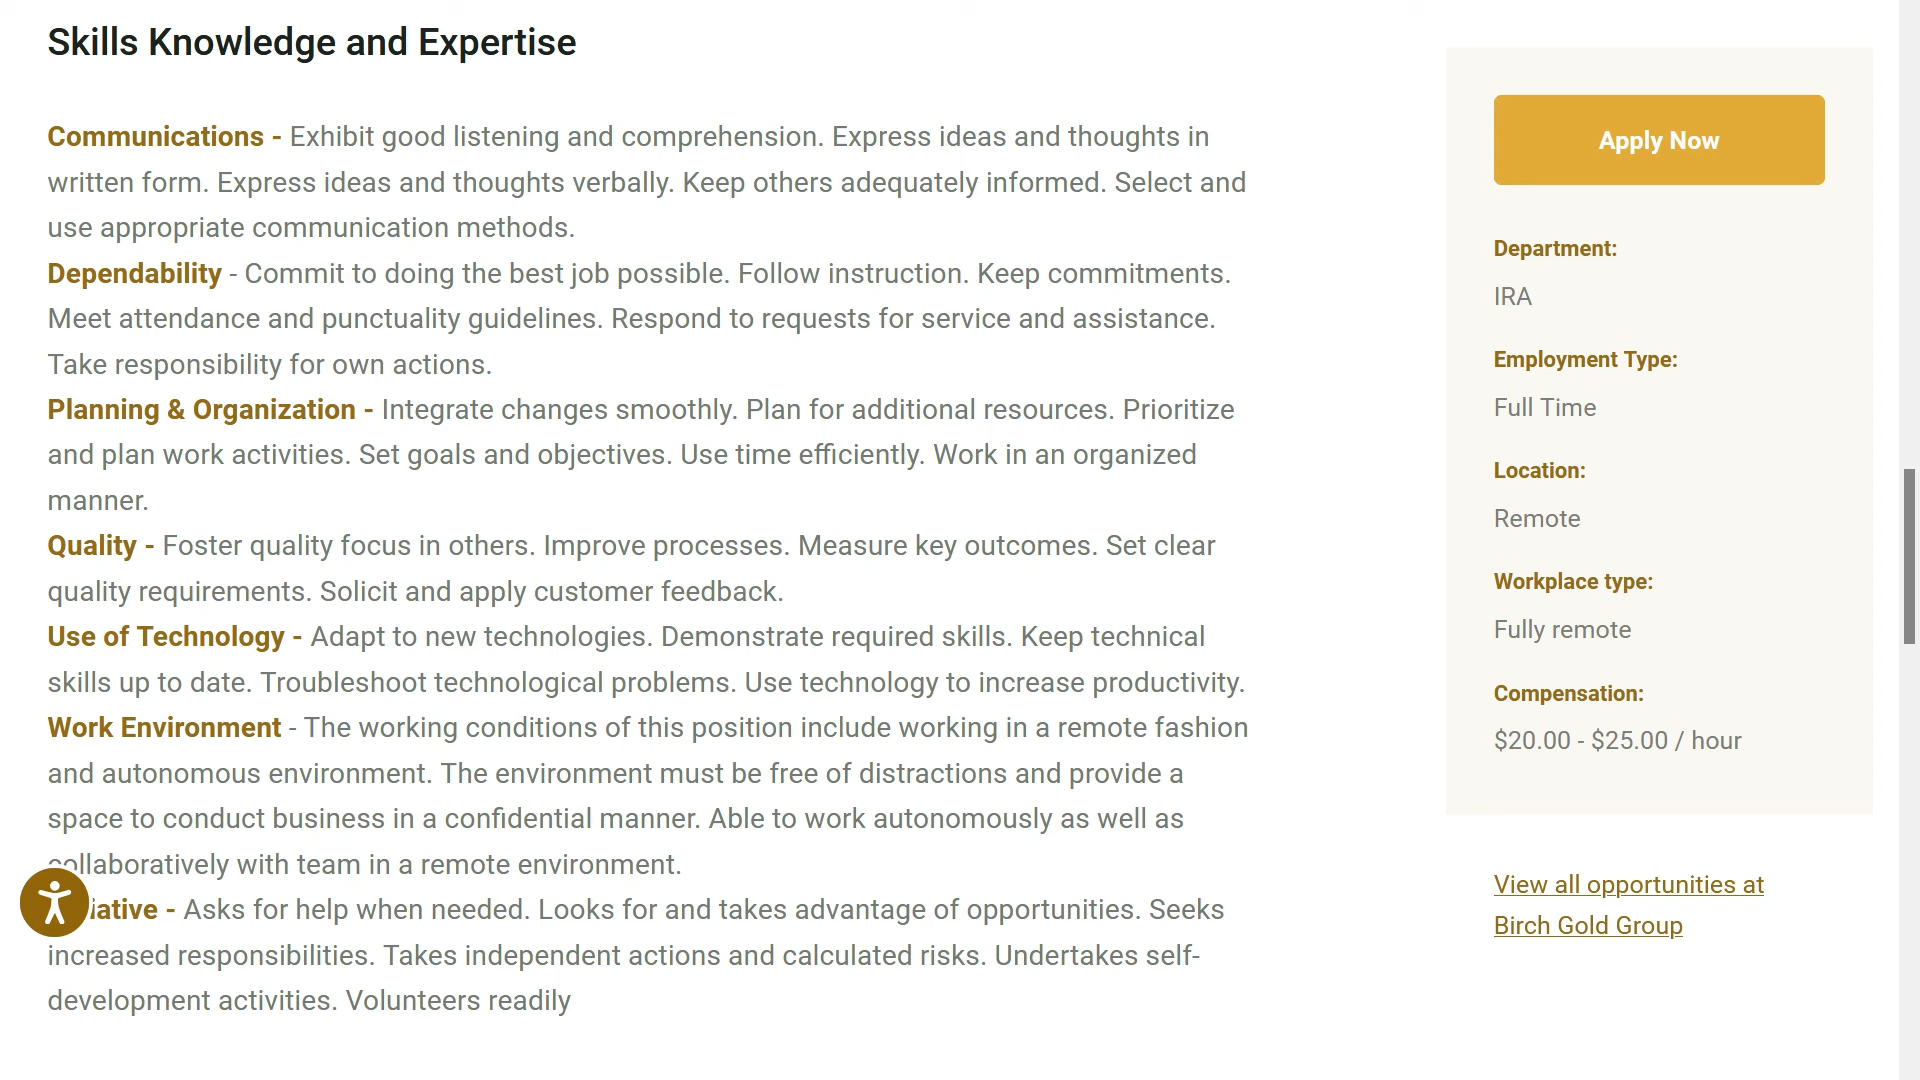 Skills Knowledge and Expertise
Communications - Exhibit good listening and comprehension. Express ideas and thoughts in
written form. Express ideas and thoughts verbally. Keep others adequately informed. Select and
use appropriate communication methods.
Dependability - Commit to doing the best job possible. Follow instruction. Keep commitments.
Meet attendance and punctuality guidelines. Respond to requests for service and assistance.
Take responsibility for own actions.
Planning & Organization - Integrate changes smoothly. Plan for additional resources. Prioritize
and plan work activities. Set goals and objectives. Use time efficiently. Work in an organized
manner.
Quality - Foster quality focus in others. Improve processes. Measure key outcomes. Set clear
quality requirements. Solicit and apply customer feedback.
Use of Technology - Adapt to new technologies. Demonstrate required skills. Keep technical
skills up to date. Troubleshoot technological problems. Use technology to increase productivity.
Work Environment - The working conditions of this position include working in a remote fashion
and autonomous environment. The environment must be free of distractions and provide a
space to conduct business in a confidential manner. Able to work autonomously as well as
collaboratively with team in a remote environment.
iative - Asks for help when needed. Looks for and takes advantage of opportunities. Seeks
increased responsibilities. Takes independent actions and calculated risks. Undertakes self-
development activities. Volunteers readily
Apply Now
Department:
IRA
Employment Type:
Full Time
Location:
Remote
Workplace type:
Fully remote
Compensation:
$20.00 - $25.00 / hour
View all opportunities at
Birch Gold Group